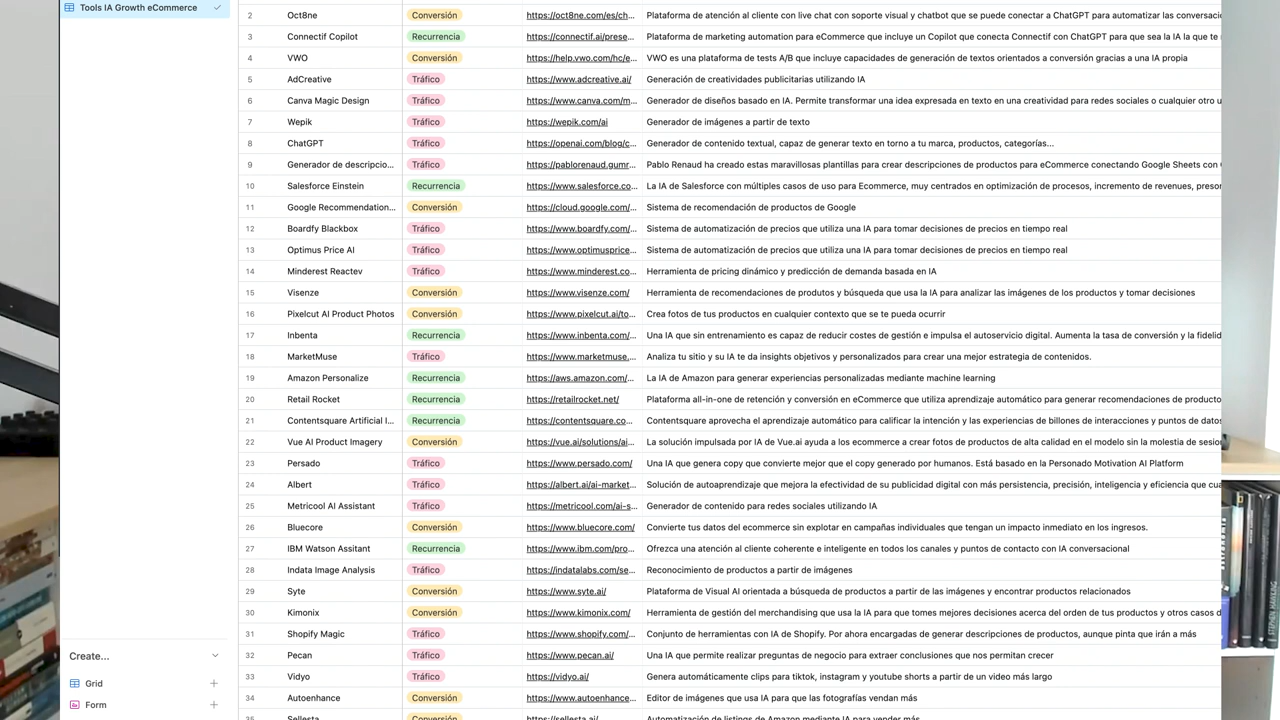 Tools IA Growth eCommerce
2 Oct8ne Conversión https://oct8ne.com/es/ch... Plataforma de atención al cliente con live chat con soporte visual y chatbot que se puede conectar a ChatGPT para automatizar las conversacio
3 Connectif Copilot Recurrencia https://connectif.ai/prese... Plataforma de marketing automation para eCommerce que incluye un Copilot que conecta Connectif con ChatGPT para que sea la IA la que te
4 VWO Conversión https://help.vwo.com/hc/e... VWO es una plataforma de tests A/B que incluye capacidades de generación de textos orientados a conversión gracias a una IA propia
5 AdCreative Tráfico https://www.adcreative.ai/ Generación de creatividades publicitarias utilizando IA
6 Canva Magic Design Tráfico https://www.canva.com/m... Generador de diseños basado en IA. Permite transformar una idea expresada en texto en una creatividad para redes sociales o cualquier otro u
7 Wepik Tráfico https://wepik.com/ai Generador de imágenes a partir de texto
8 ChatGPT Tráfico https://openai.com/blog/c... Generador de contenido textual, capaz de generar texto en torno a tu marca, productos, categorías...
9 Generador de descripcio... Tráfico https://pablorenaud.gumr... Pablo Renaud ha creado estas maravillosas plantillas para crear descripciones de productos para eCommerce conectando Google Sheets con
10 Salesforce Einstein Recurrencia https://www.salesforce.co... La IA de Salesforce con múltiples casos de uso para Ecommerce, muy centrados en optimización de procesos, incremento de revenues, presor
11 Google Recommendation... Conversión https://cloud.google.com/... Sistema de recomendación de productos de Google
12 Boardfy Blackbox Tráfico https://www.boardfy.com/... Sistema de automatización de precios que utiliza una IA para tomar decisiones de precios en tiempo real
13 Optimus Price AI Tráfico https://www.optimusprice... Sistema de automatización de precios que utiliza una IA para tomar decisiones de precios en tiempo real
14 Minderest Reactev Tráfico https://www.minderest.co... Herramienta de pricing dinámico y predicción de demanda basada en IA
15 Visenze Conversión https://www.visenze.com/ Herramienta de recomendaciones de produtos y búsqueda que usa la IA para analizar las imágenes de los productos y tomar decisiones
16 Pixelcut AI Product Photos Conversión https://www.pixelcut.ai/to... Crea fotos de tus productos en cualquier contexto que se te pueda ocurrir
17 Inbenta Recurrencia https://www.inbenta.com/... Una IA que sin entrenamiento es capaz de reducir costes de gestión e impulsa el autoservicio digital. Aumenta la tasa de conversión y la fidelid
18 MarketMuse Tráfico https://www.marketmuse.... Analiza tu sitio y su IA te da insights objetivos y personalizados para crear una mejor estrategia de contenidos.
19 Amazon Personalize Recurrencia https://aws.amazon.com/... La IA de Amazon para generar experiencias personalizadas mediante machine learning
20 Retail Rocket Recurrencia https://retailrocket.net/ Plataforma all-in-one de retención y conversión en eCommerce que utiliza aprendizaje automático para generar recomendaciones de producto
21 Contentsquare Artificial I... Recurrencia https://contentsquare.co... Contentsquare aprovecha el aprendizaje automático para calificar la intención y las experiencias de billones de interacciones y puntos de datos
22 Vue AI Product Imagery Conversión https://vue.ai/solutions/ai... La solución impulsada por IA de Vue.ai ayuda a los ecommerce a crear fotos de productos de alta calidad en el modelo sin la molestia de sesio
23 Persado Tráfico https://www.persado.com/ Una IA que genera copy que convierte mejor que el copy generado por humanos. Está basado en la Personado Motivation AI Platform
24 Albert Tráfico https://albert.ai/ai-market... Solución de autoaprendizaje que mejora la efectividad de su publicidad digital con más persistencia, precisión, inteligencia y eficiencia que cua
25 Metricool AI Assistant Tráfico https://metricool.com/ai-s... Generador de contenido para redes sociales utilizando IA
26 Bluecore Conversión https://www.bluecore.com/ Convierte tus datos del ecommerce sin explotar en campañas individuales que tengan un impacto inmediato en los ingresos.
27 IBM Watson Assitant Recurrencia https://www.ibm.com/pro... Ofrezca una atención al cliente coherente e inteligente en todos los canales y puntos de contacto con IA conversacional
28 Indata Image Analysis Tráfico https://indatalabs.com/se... Reconocimiento de productos a partir de imágenes
29 Syte Conversión https://www.syte.ai/ Plataforma de Visual AI orientada a búsqueda de productos a partir de las imágenes y encontrar productos relacionados
30 Kimonix Conversión https://www.kimonix.com/ Herramienta de gestión del merchandising que usa la IA para que tomes mejores decisiones acerca del orden de tus productos y otros casos d
31 Shopify Magic Tráfico https://www.shopify.com/... Conjunto de herramientas con IA de Shopify. Por ahora encargadas de generar descripciones de productos, aunque pinta que irán a más
32 Pecan Tráfico https://www.pecan.ai/ Una IA que permite realizar preguntas de negocio para extraer conclusiones que nos permitan crecer
33 Vidyo Tráfico https://vidyo.ai/ Genera automáticamente clips para tiktok, instagram y youtube shorts a partir de un video más largo
34 Autoenhance Conversión https://www.autoenhance... Editor de imágenes que usa IA para que las fotografías vendan más
35 Sellesta Conversión https://sellesta.ai/ Automatización de listings de Amazon mediante IA para vender más
Create...
Grid
Form
STEPHEN HAWKING